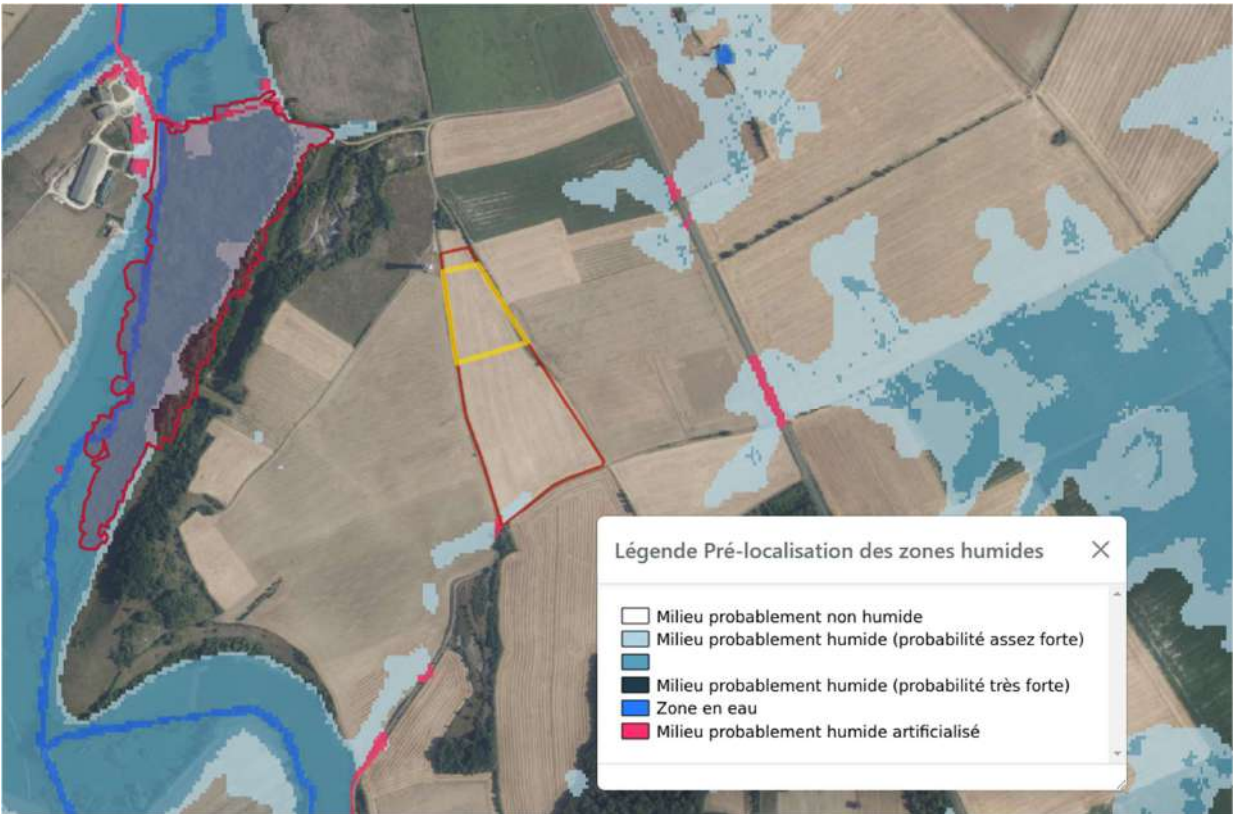 Légende Pré-localisation des zones humides
Milieu probablement non humide
Milieu probablement humide (probabilité assez forte)
Milieu probablement humide (probabilité très forte)
Zone en eau
Milieu probablement humide artificialisé